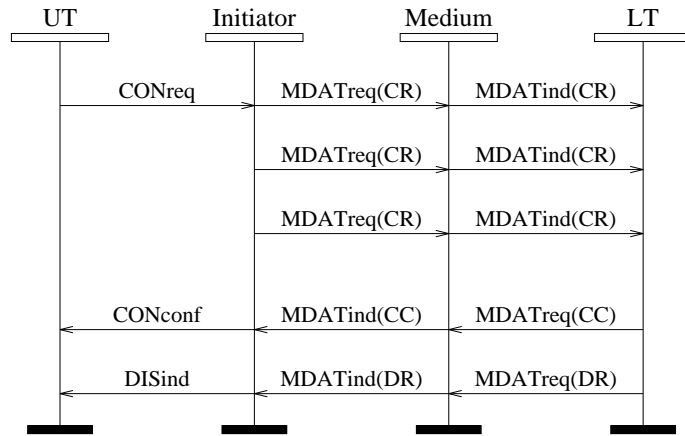 UT Initiator Medium LT
CONreq MDATreq(CR) MDATind(CR)
MDATreq(CR) MDATind(CR)
MDATreq(CR) MDATind(CR)
CONconf MDATind(CC) MDATreq(CC)
DISind MDATind(DR) MDATreq(DR)